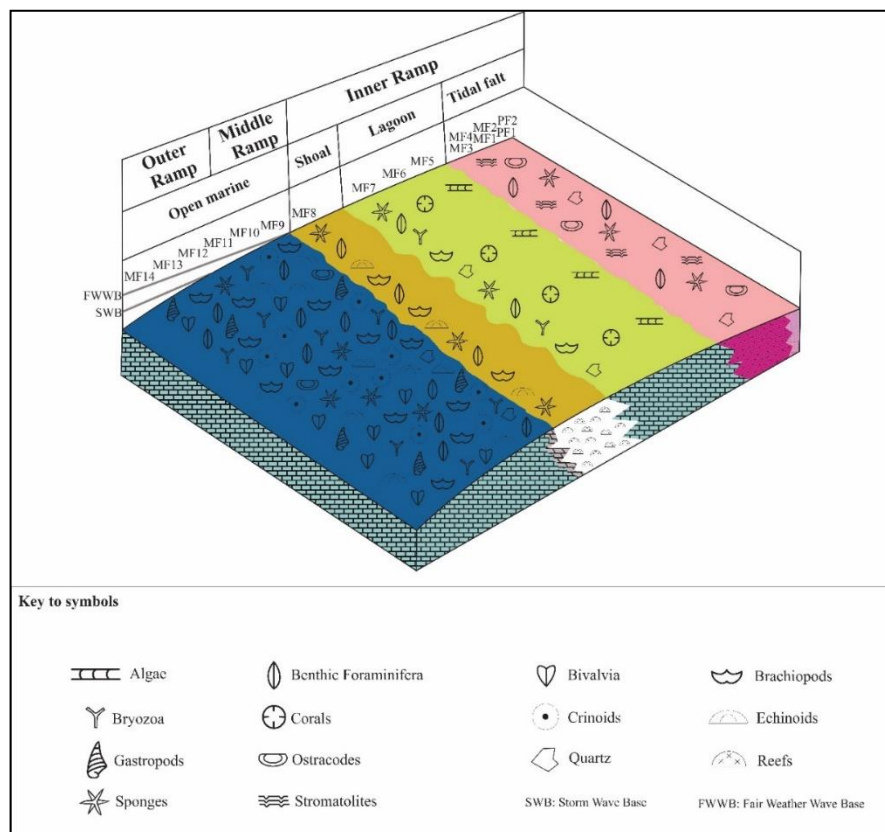 Inner Ramp
Middle
Ramp
Outer
Ramp
Tidal falt
Lagoon
Shoal
Open marine
MF14
MF13
MF12
MF11
MF10
MF9
MF8
MF7
MF6
MF5
MF4
MF3
MF2
MF1
PF2
PF1
FWWB
SWB
Key to symbols
Algae
Benthic Foraminifera
Bivalvia
Brachiopods
Bryozoa
Corals
Crinoids
Echinoids
Gastropods
Ostracodes
Quartz
Reefs
Sponges
Stromatolites
SWB: Storm Wave Base
FWWB: Fair Weather Wave Base